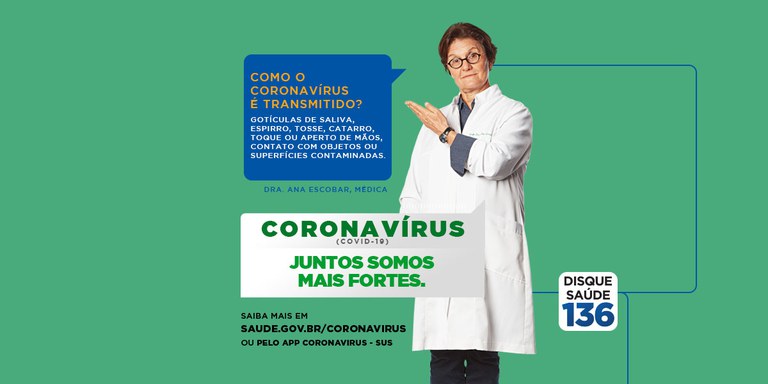 COMO O
CORONAVÍRUS
É TRANSMITIDO?
GOTÍCULAS DE SALIVA,
ESPIRRO, TOSSE, CATARRO,
TOQUE OU APERTO DE MÃOS,
CONTATO COM OBJETOS OU
SUPERFÍCIES CONTAMINADAS.
DRA. ANA ESCOBAR, MÉDICA
CORONAVÍRUS
(COVID-19)
JUNTOS SOMOS
MAIS FORTES.
SAIBA MAIS EM
SAUDE.GOV.BR/CORONAVIRUS
OU PELO APP CORONAVIRUS - SUS
DISQUE
SAÚDE
136